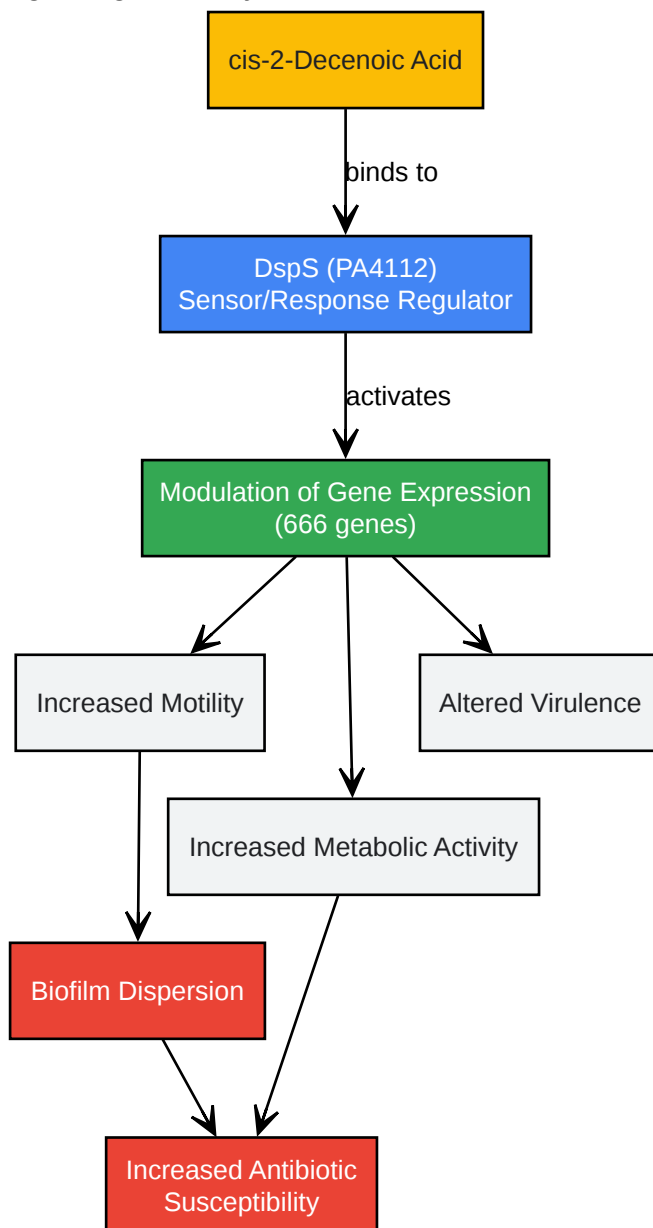 cis-2-Decenoic Acid
binds to
DspS (PA4112)
Sensor/Response Regulator
activates
Modulation of Gene Expression
(666 genes)
Increased Motility
Altered Virulence
Increased Metabolic Activity
Biofilm Dispersion
Increased Antibiotic
Susceptibility